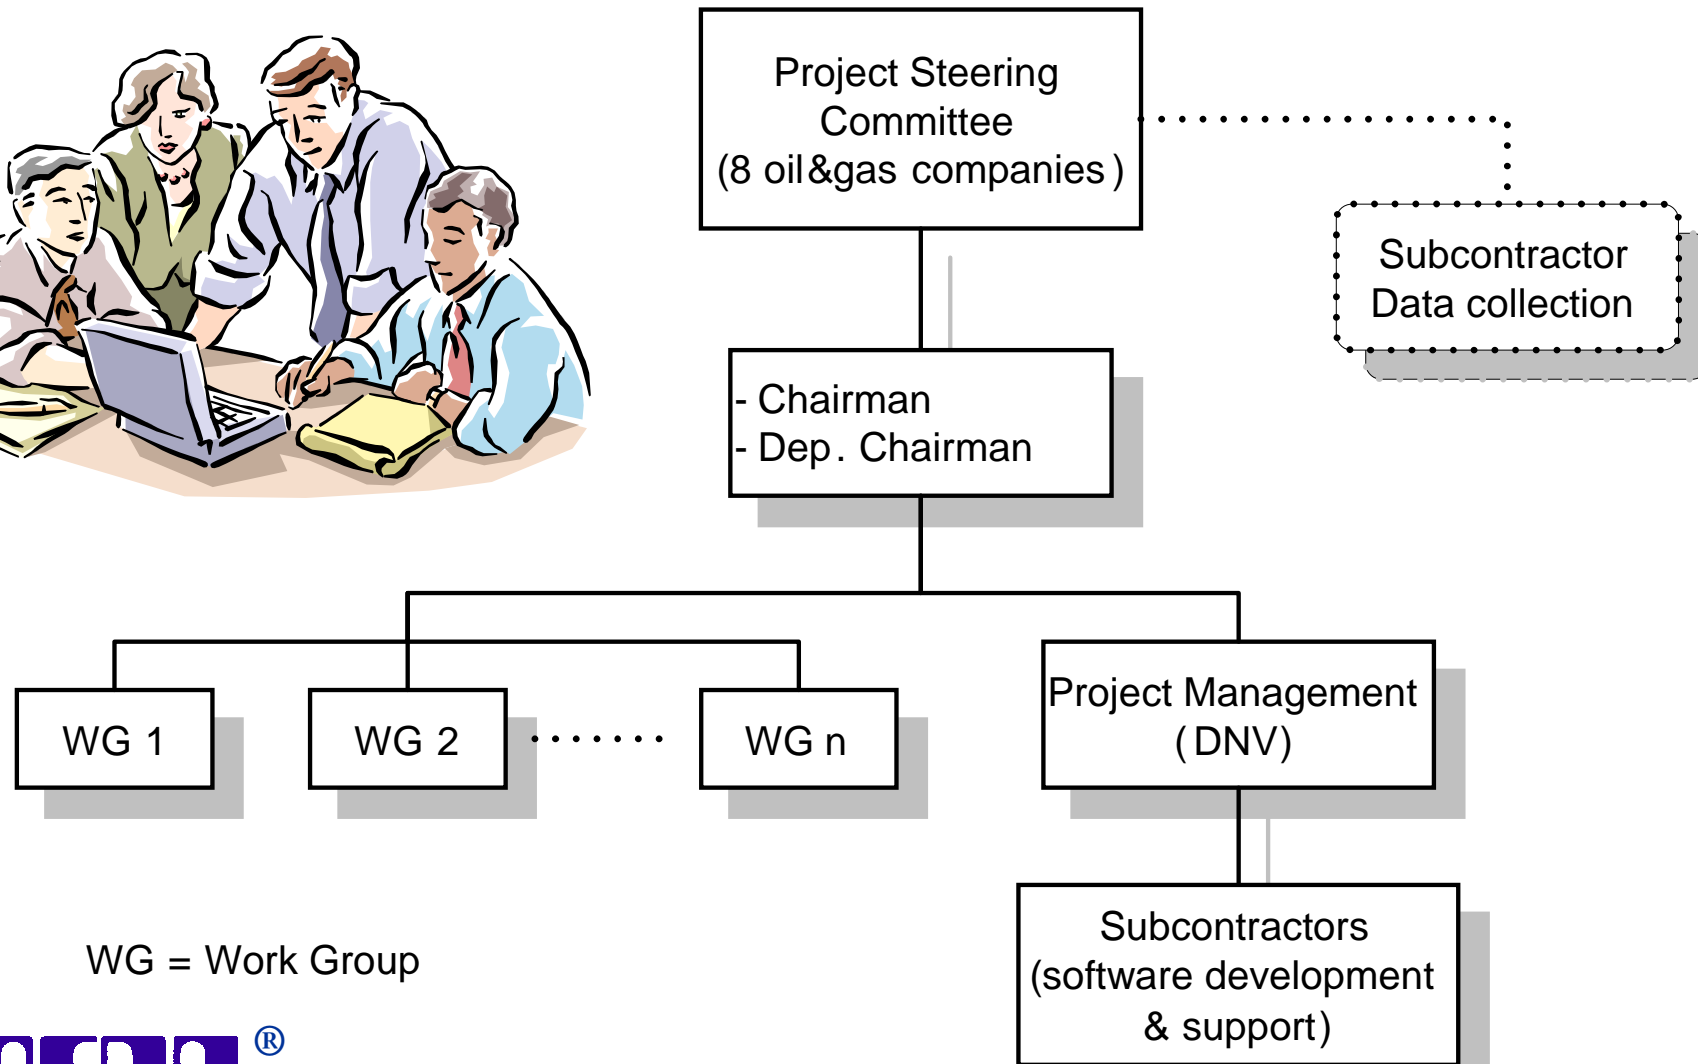 Project Steering
Committee
(8 oil&gas companies)
Subcontractor
Data collection
- Chairman
- Dep. Chairman
WG 1
WG 2
WG n
Project Management
(DNV)
Subcontractors
(software development
& support)
WG = Work Group
®